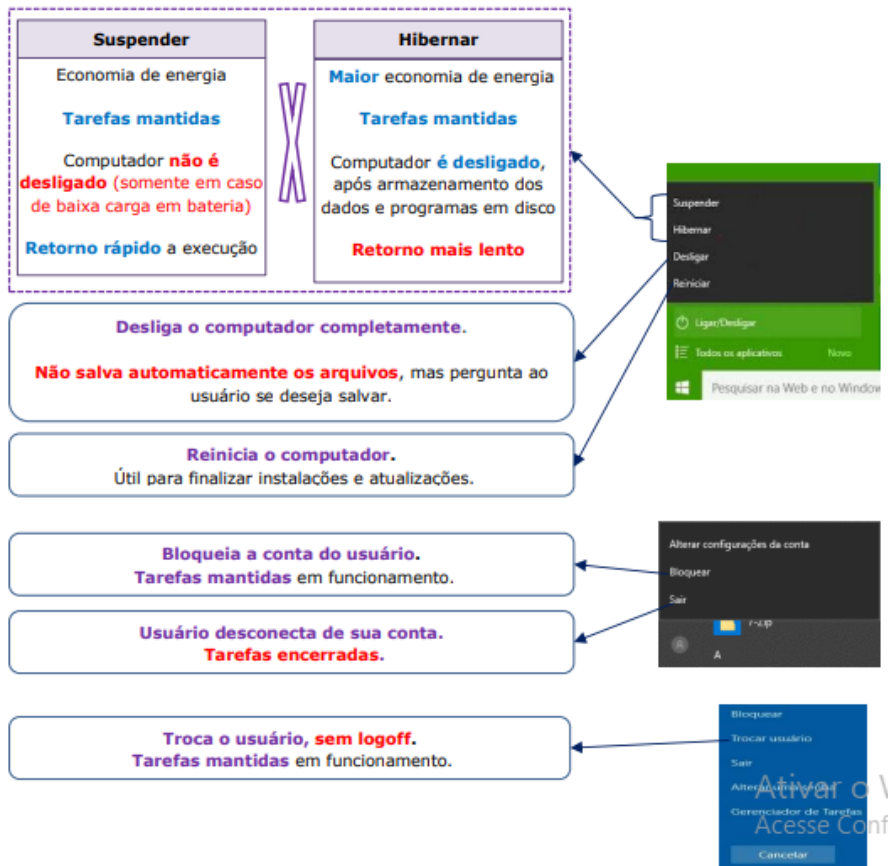 Suspender
Economia de energia
Tarefas mantidas
Computador não é
desligado (somente em caso
de baixa carga em bateria)
Retorno rápido a execução
Hibernar
Maior economia de energia
Tarefas mantidas
Computador é desligado,
após armazenamento dos
dados e programas em disco
Retorno mais lento
Suspender
Hibernar
Desligar
Reiniciar
Ligar/Desligar
Todos os aplicativos Novo
Pesquisar na Web e no Window
Desliga o computador completamente.
Não salva automaticamente os arquivos, mas pergunta ao
usuário se deseja salvar.
Reinicia o computador.
Útil para finalizar instalações e atualizações.
Alterar configurações da conta
Bloquear
Sair
7-Zip
A
Bloqueia a conta do usuário.
Tarefas mantidas em funcionamento.
Usuário desconecta de sua conta.
Tarefas encerradas.
Troca o usuário, sem logoff.
Tarefas mantidas em funcionamento.
Bloquear
Trocar usuário
Sair
Alterar uma senha
Gerenciador de Tarefas
Cancelar
Ativar o W
Acesse Conf